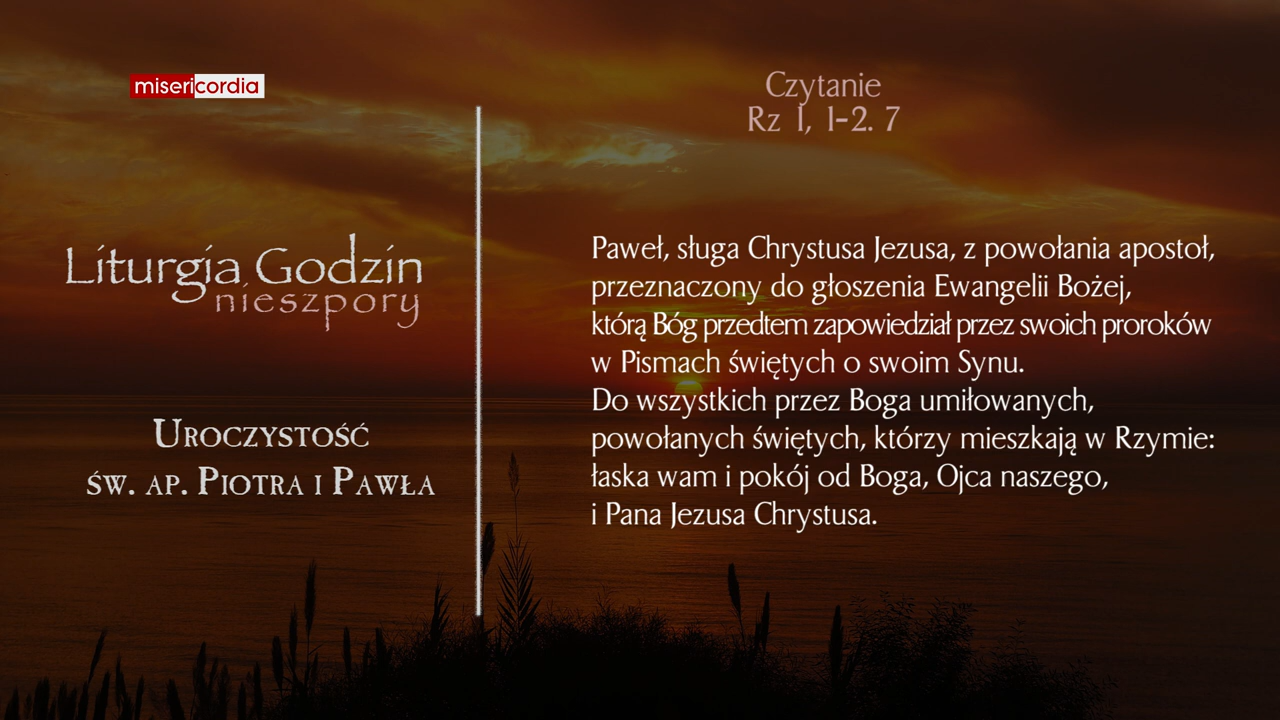 misericordia
Liturgia Godzin
nieszpory
Uroczystość
św. ap. Piotra i Pawła
Czytanie
Rz 1, 1-2. 7
Paweł, sługa Chrystusa Jezusa, z powołania apostoł,
przeznaczony do głoszenia Ewangelii Bożej,
którą Bóg przedtem zapowiedział przez swoich proroków
w Pismach świętych o swoim Synu.
Do wszystkich przez Boga umiłowanych,
powołanych świętych, którzy mieszkają w Rzymie:
łaska wam i pokój od Boga, Ojca naszego,
i Pana Jezusa Chrystusa.